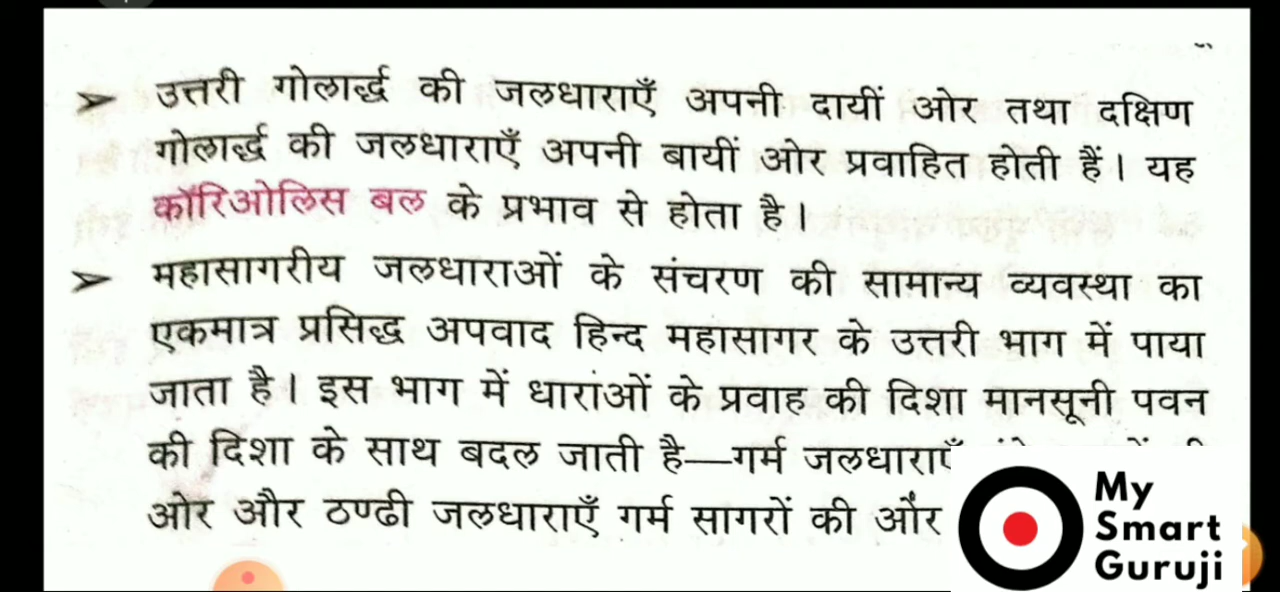 ➢ उत्तरी गोलार्द्ध की जलधाराएँ अपनी दायीं ओर तथा दक्षिण
गोलार्द्ध की जलधाराएँ अपनी बायीं ओर प्रवाहित होती हैं। यह
कॉरिओलिस बल के प्रभाव से होता है।
➢ महासागरीय जलधाराओं के संचरण की सामान्य व्यवस्था का
एकमात्र प्रसिद्ध अपवाद हिन्द महासागर के उत्तरी भाग में पाया
जाता है। इस भाग में धाराओं के प्रवाह की दिशा मानसूनी पवन
की दिशा के साथ बदल जाती है—गर्म जलधाराएँ
ओर और ठण्ढी जलधाराएँ गर्म सागरों की और
My
Smart
Guruji